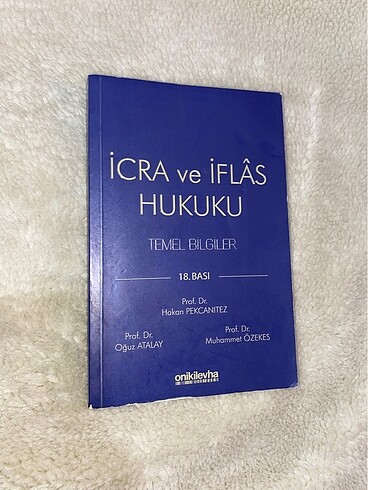 İCRA ve İFLÂS
HUKUKU
TEMEL BİLGİLER
18. BASI
Prof. Dr.
Hakan PEKCANITEZ
Prof. Dr.
Oğuz ATALAY
Prof. Dr.
Muhammet ÖZEKES
onikilevha